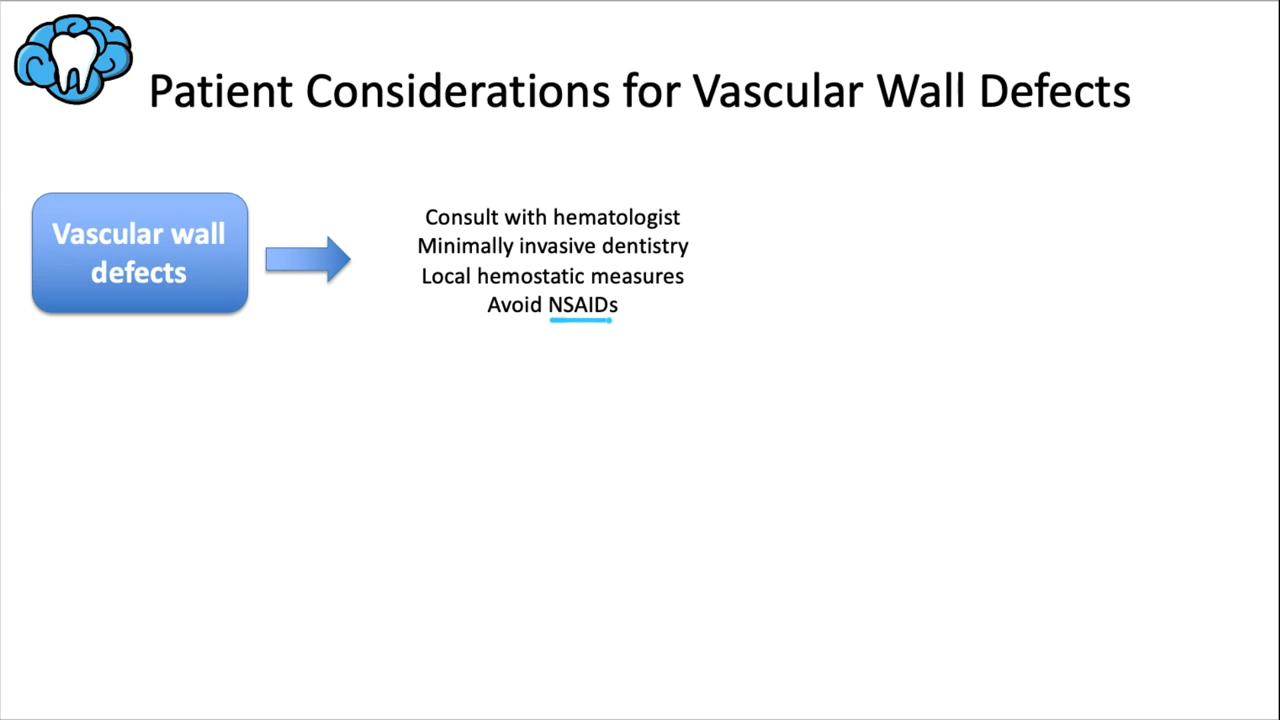 Patient Considerations for Vascular Wall Defects
Vascular wall
defects
Consult with hematologist
Minimally invasive dentistry
Local hemostatic measures
Avoid NSAIDs